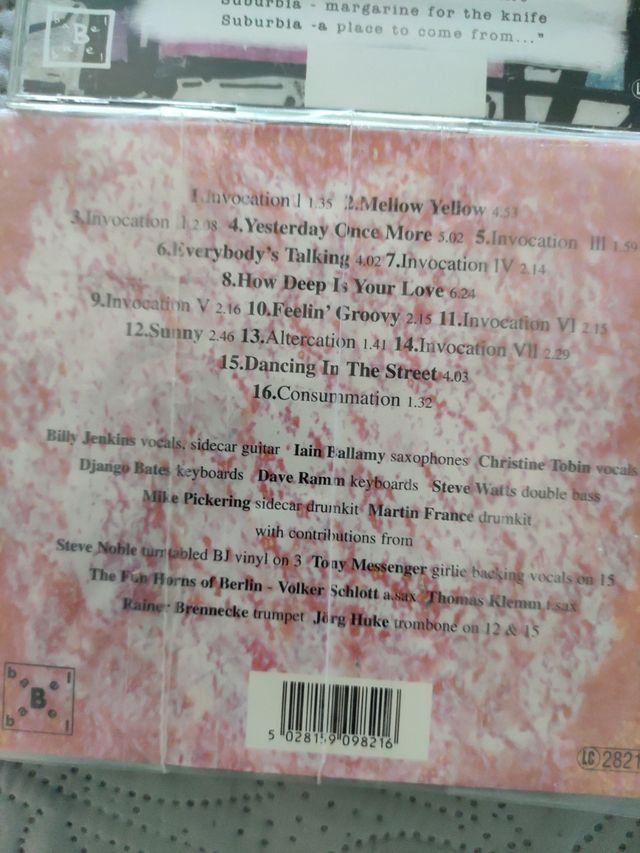 Suburbia - margarine for the knife
Suburbia -a place to come from..."
B
1.Invocation I 1.35 2.Mellow Yellow 4.53
3.Invocation II 2.38 4.Yesterday Once More 5.02 5.Invocation III 1.59
6.Everybody's Talking 4.02 7.Invocation IV 2.14
8.How Deep Is Your Love 6.24
9.Invocation V 2.16 10.Feelin' Groovy 2.15 11.Invocation VI 2.15
12.Sunny 2.46 13.Altercation 1.41 14.Invocation VII 2.29
15.Dancing In The Street 4.03
16.Consummation 1.32
Billy Jenkins vocals, sidecar guitar Iain Ballamy saxophones Christine Tobin vocals
Django Bates keyboards Dave Ramm keyboards Steve Watts double bass
Mike Pickering sidecar drumkit Martin France drumkit
with contributions from
Steve Noble turntabled BJ vinyl on 3 Tony Messenger girlie backing vocals on 15
The Fun Horns of Berlin - Volker Schlott a.sax Thomas Klemm t.sax
Rainer Brennecke trumpet Jörg Huke trombone on 12 & 15
babel B label
5 028159 098216
LC 2821